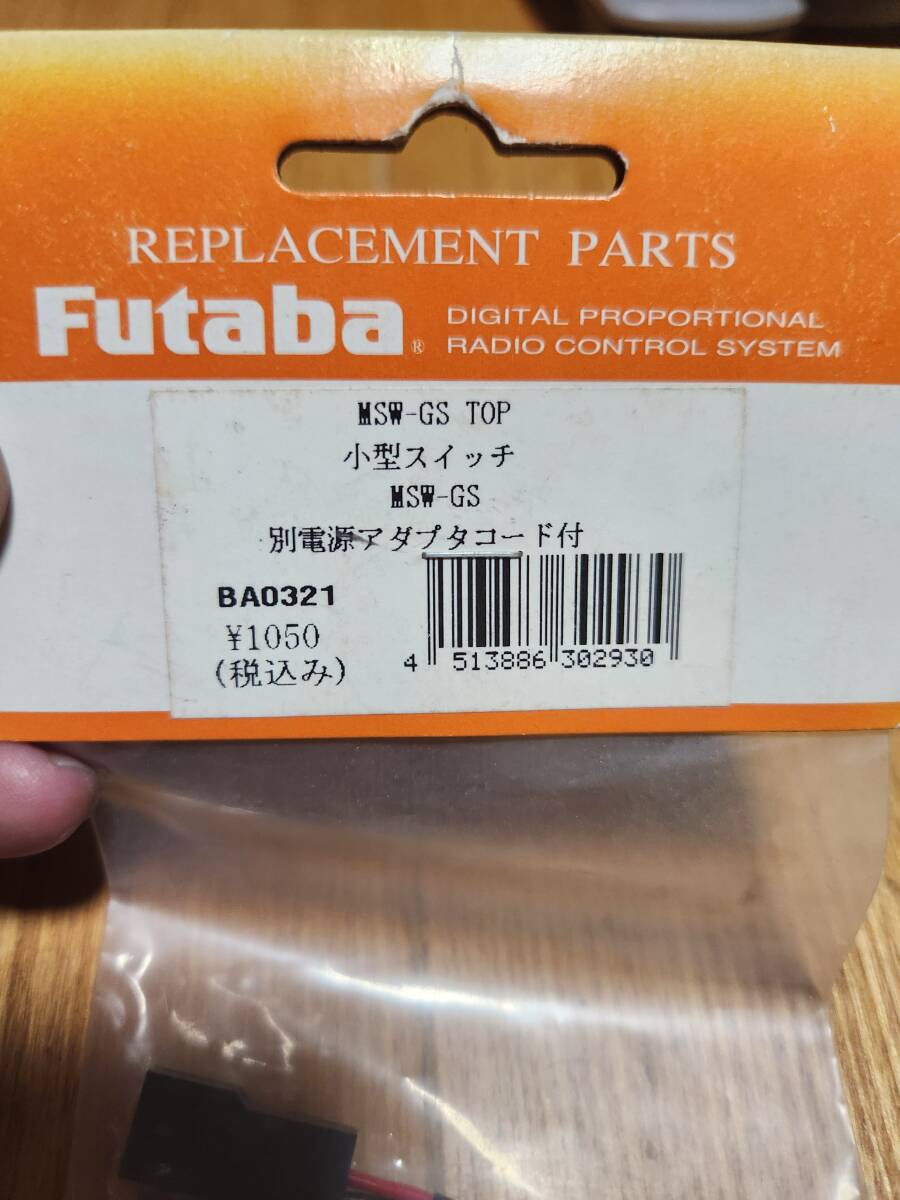 REPLACEMENT PARTS
Futaba® DIGITAL PROPORTIONAL
RADIO CONTROL SYSTEM
MSW-GS TOP
小型スイッチ
MSW-GS
別電源アダプタコード付
BA0321
¥1050
(税込み)
4 513886 302930